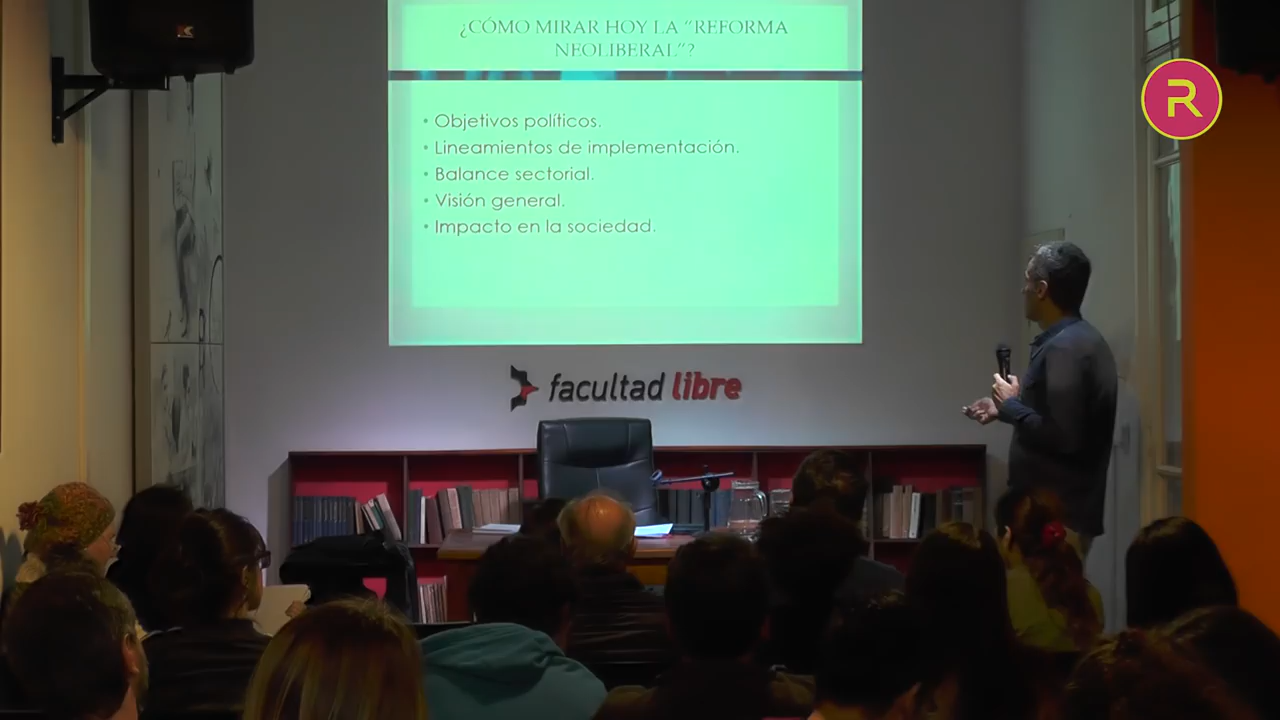 ¿CÓMO MIRAR HOY LA “REFORMA
NEOLIBERAL”?
• Objetivos políticos.
• Lineamientos de implementación.
• Balance sectorial.
• Visión general.
• Impacto en la sociedad.
facultad libre
R